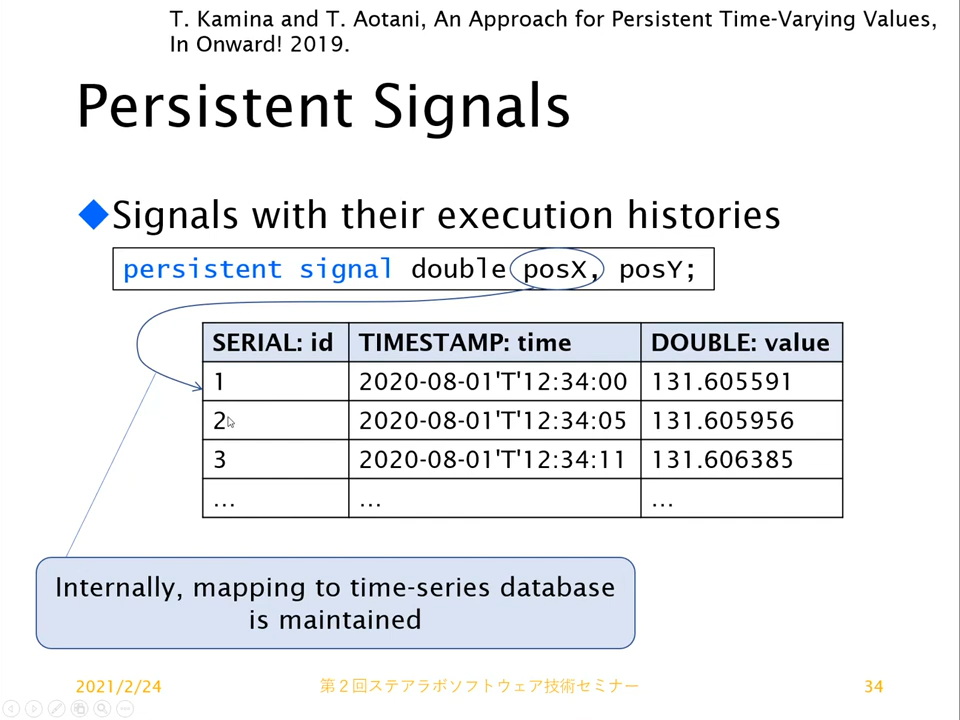 T. Kamina and T. Aotani, An Approach for Persistent Time-Varying Values,
In Onward! 2019.
Persistent Signals
Signals with their execution histories
persistent signal double posX, posY;
SERIAL: id TIMESTAMP: time DOUBLE: value
1 2020-08-01'T'12:34:00 131.605591
2 2020-08-01'T'12:34:05 131.605956
3 2020-08-01'T'12:34:11 131.606385
... ... ...
Internally, mapping to time-series database
is maintained
2021/2/24 第2回ステアラボソフトウェア技術セミナー 34